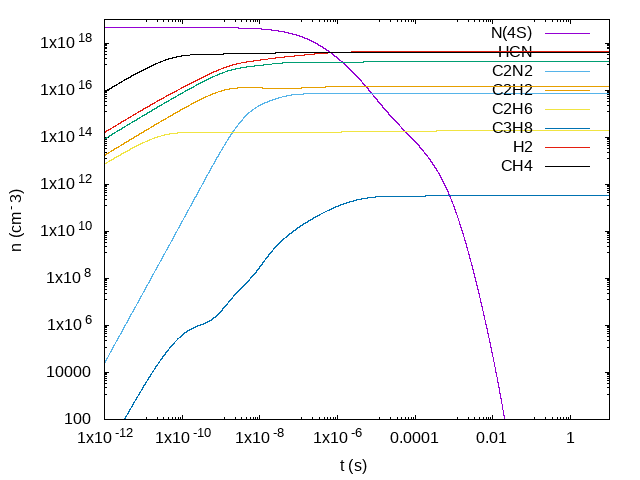 1x10 18
1x10 16
1x10 14
1x10 12
1x10 10
1x10 8
1x10 6
10000
100
n (cm-3)
N(4S)
HCN
C2N2
C2H2
C2H6
C3H8
H2
CH4
1x10 -12
1x10 -10
1x10 -8
1x10 -6
0.0001
0.01
1
t (s)